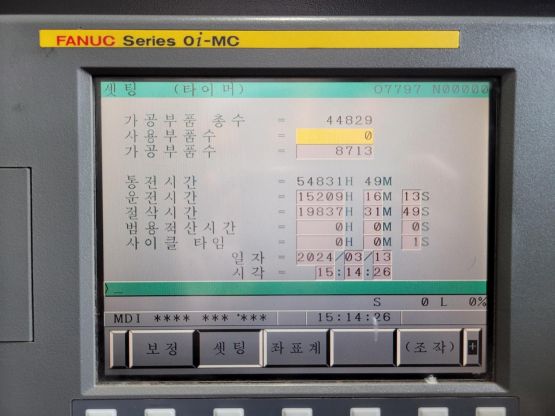 FANUC Series 0i-MC
셋팅 (타이머) O7797 N00000
가공부품 총수 = 44829
사용부품수 = 0
가공부품수 = 8713
통전시간 = 54831H 49M
운전시간 = 15209H 16M 13S
절삭시간 = 19837H 31M 49S
범용적산시간 = 0H 0M 0S
사이클 타임 = 0H 0M 1S
일자 = 2024/03/13
시각 = 15:14:26
>_
S 0 L 0%
MDI **** *** *** 15:14:26
보정 셋팅 좌표계 (조작) +